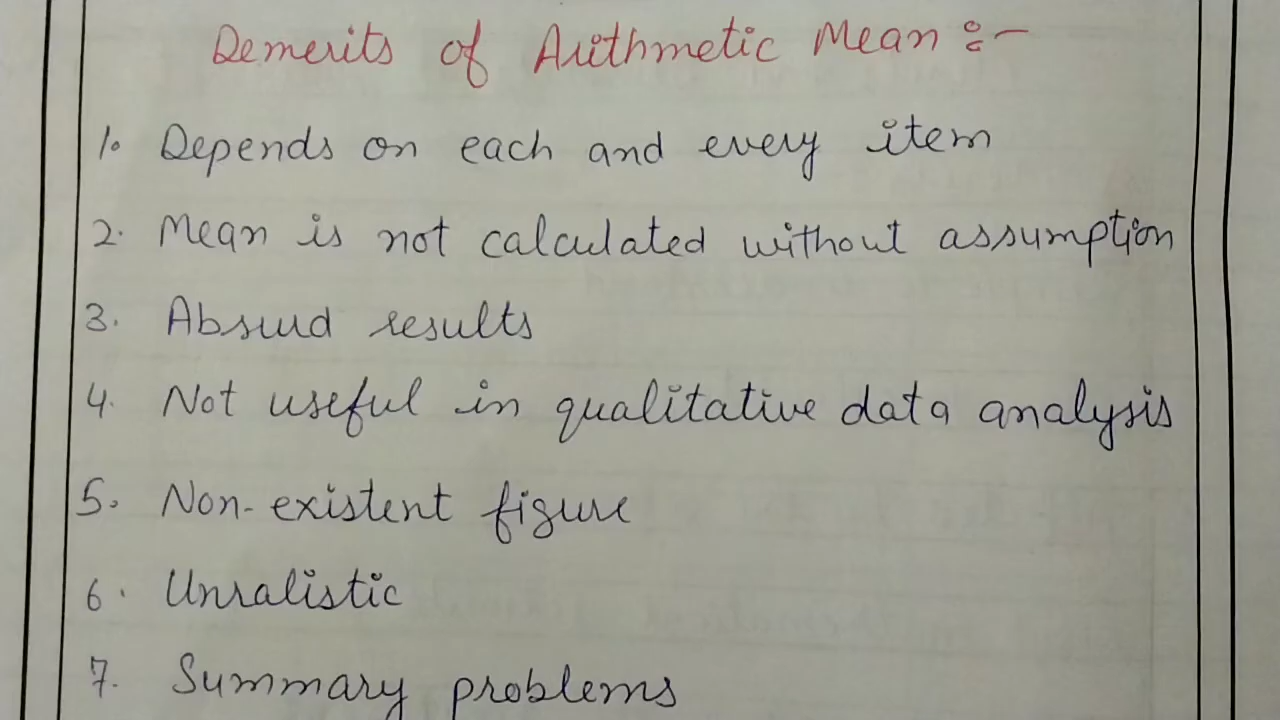 Demerits of Arithmetic Mean :-
1. Depends on each and every item
2. Mean is not calculated without assumption
3. Absurd results
4. Not useful in qualitative data analysis
5. Non-existent figure
6. Unralistic
7. Summary problems